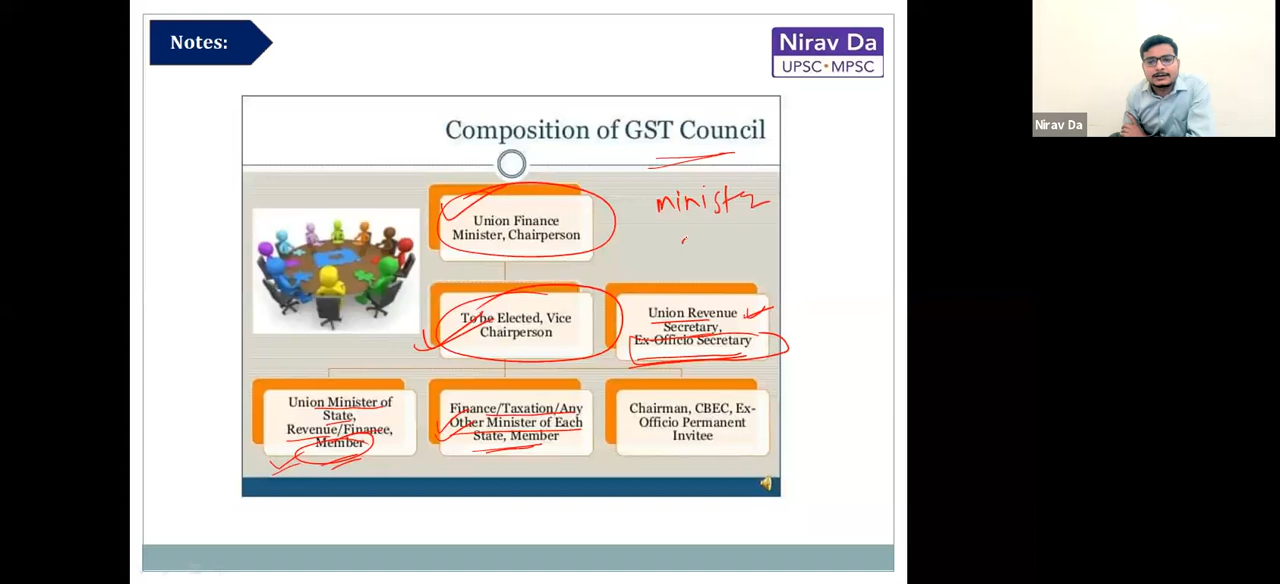 Notes:
Nirav Da
UPSC•MPSC
Nirav Da
Composition of GST Council
minister
Union Finance
Minister, Chairperson
To be Elected, Vice
Chairperson
Union Revenue
Secretary,
Ex-Officio Secretary
Union Minister of
State,
Revenue/Finance,
Member
Finance/Taxation/Any
Other Minister of Each
State, Member
Chairman, CBEC, Ex-
Officio Permanent
Invitee